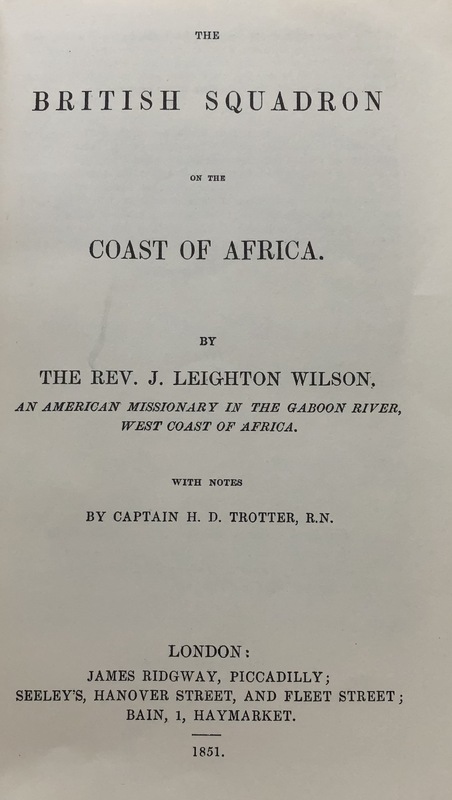 THE
BRITISH SQUADRON
ON THE
COAST OF AFRICA.
BY
THE REV. J. LEIGHTON WILSON,
AN AMERICAN MISSIONARY IN THE GABOON RIVER,
WEST COAST OF AFRICA.
WITH NOTES
BY CAPTAIN H. D. TROTTER, R.N.
LONDON:
JAMES RIDGWAY, PICCADILLY;
SEELEY'S, HANOVER STREET, AND FLEET STREET;
BAIN, 1, HAYMARKET.
1851.